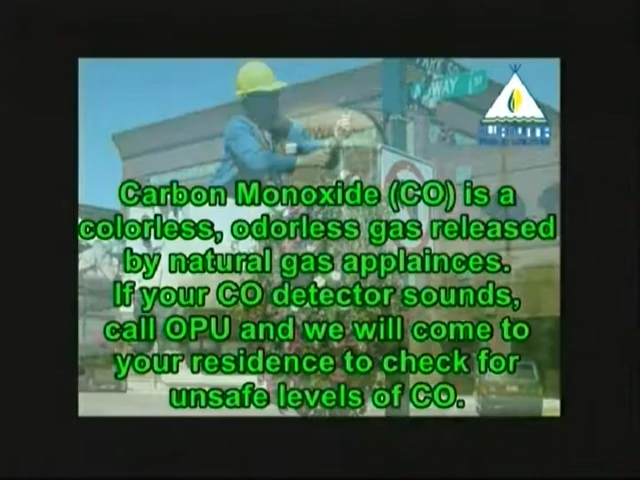 WAY
Carbon Monoxide (CO) is a
colorless, odorless gas released
by natural gas applainces.
If your CO detector sounds,
call OPU and we will come to
your residence to check for
unsafe levels of CO.